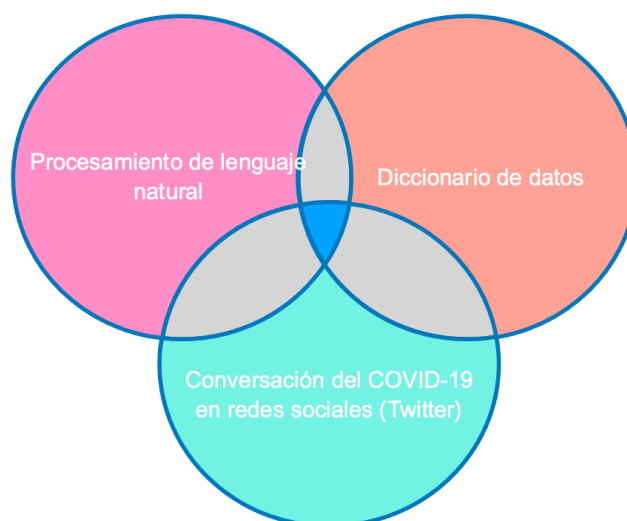 Procesamiento de lenguaje
natural
Diccionario de datos
Conversación del COVID-19
en redes sociales (Twitter)